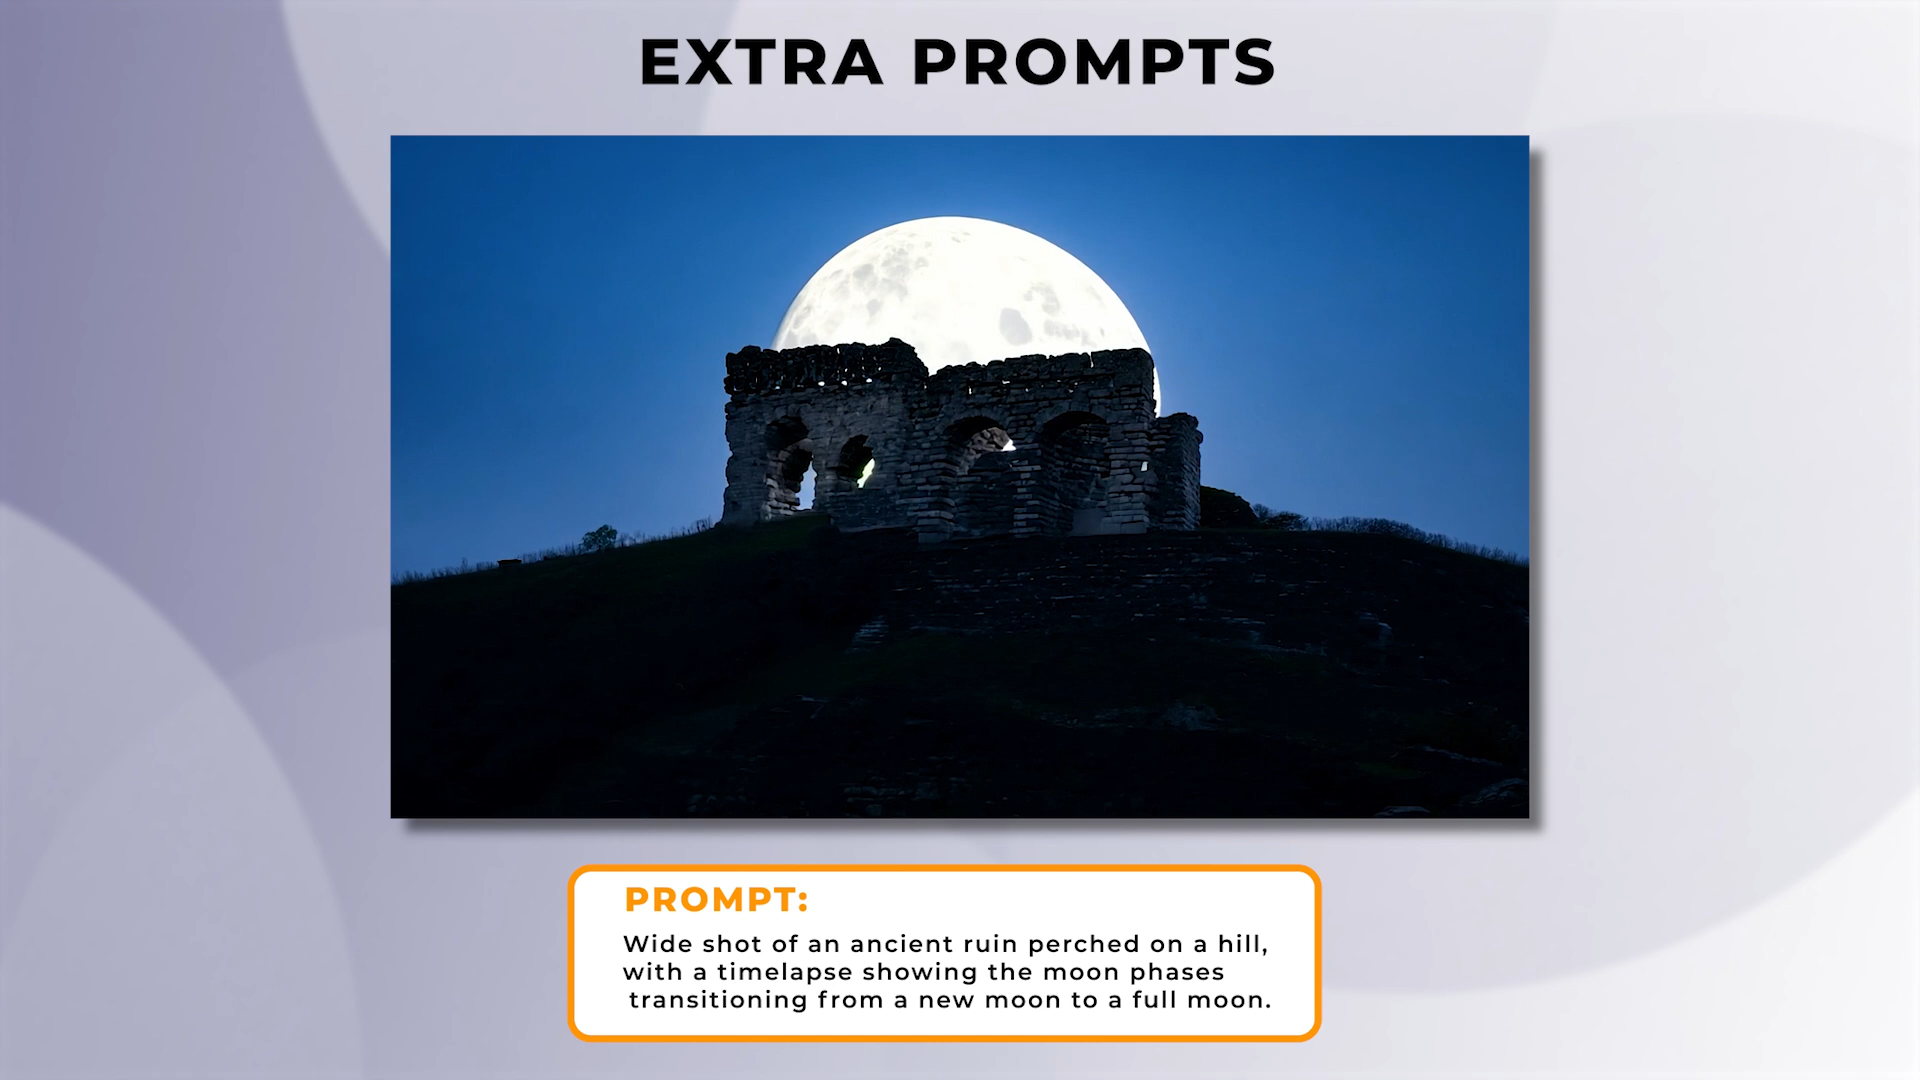 EXTRA PROMPTS
PROMPT:
Wide shot of an ancient ruin perched on a hill,
with a timelapse showing the moon phases
transitioning from a new moon to a full moon.